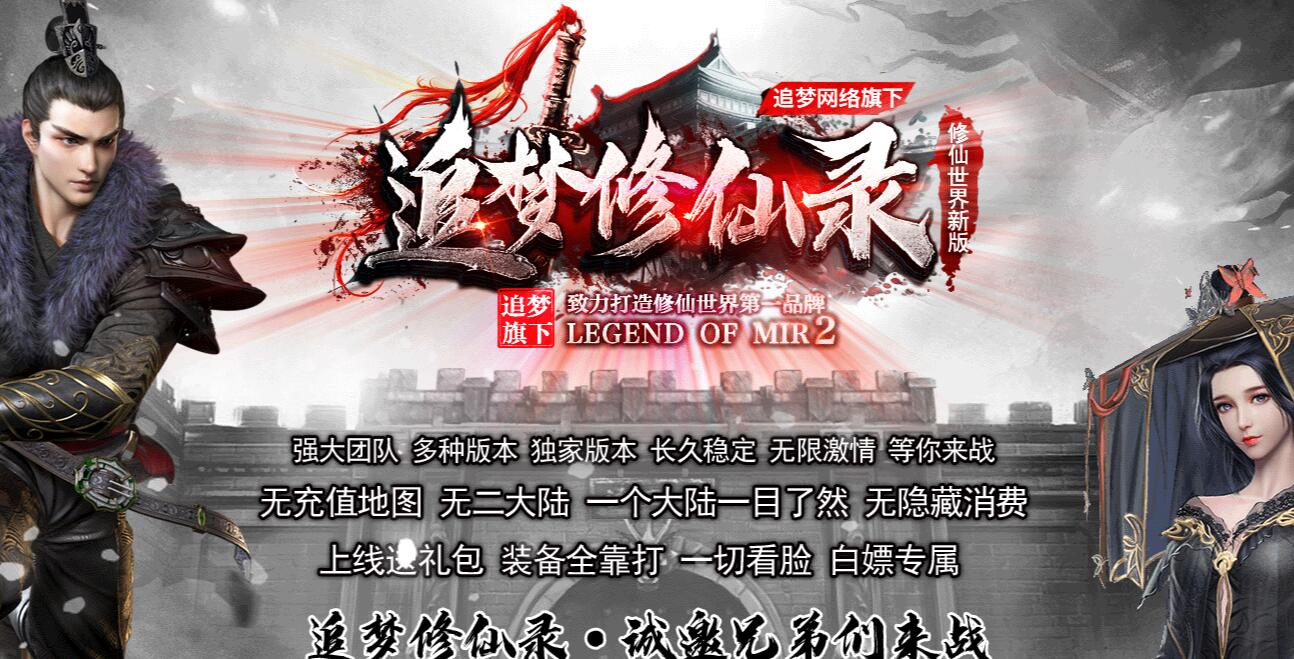 追梦网络旗下
追梦修仙录
修仙世界新版
追梦
旗下
致力打造修仙世界第一品牌
LEGEND OF MIR 2
强大团队 多种版本 独家版本 长久稳定 无限激情 等你来战
无充值地图 无二大陆 一个大陆一目了然 无隐藏消费
上线送礼包 装备全靠打 一切看脸 白嫖专属
追梦修仙录·诚邀兄弟们来战